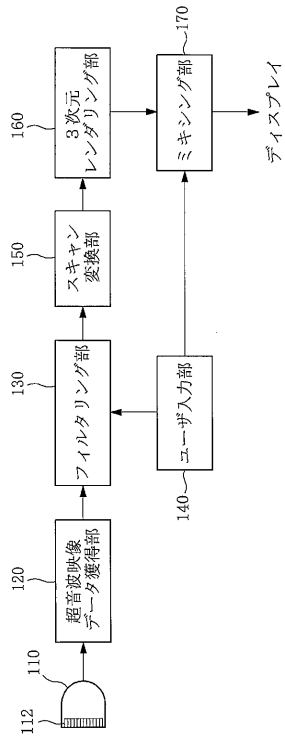 112
110
120
超音波映像
データ獲得部
130
フィルタリング部
150
スキャン
変換部
160
3次元
レンダリング部
140
ユーザ入力部
170
ミキシング部
ディスプレイ